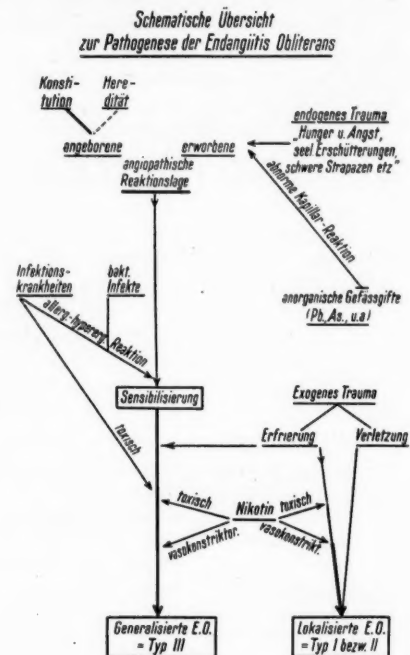 Schematische Übersicht
zur Pathogenese der Endangiitis Obliterans
Konsti-
tution
Here-
dität
angeborene
erworbene
angiopathische
Reaktionslage
endogenes Trauma
„Hunger u. Angst,
seel Erschütterungen,
schwere Strapazen etz"
abnorme Kapillar-Reaktion
anorganische Gefässgifte
(Pb., As., u.a)
Infektions-
krankheiten
bakt.
Infekte
allerg.-hypererg. Reaktion
Sensibilisierung
Exogenes Trauma
Erfrierung
Verletzung
toxisch
toxisch
Nikotin
toxisch
vasokonstriktor.
vasokonstrikt.
Generalisierte E.O.
= Typ III
Lokalisierte E.O.
= Typ I bezw. II